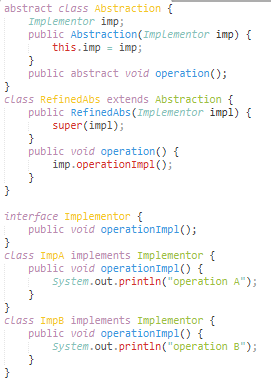 abstract class Abstraction {
    Implementor imp;
    public Abstraction(Implementor imp) {
        this.imp = imp;
    }
    public abstract void operation();
}
class RefinedAbs extends Abstraction {
    public RefinedAbs(Implementor impl) {
        super(impl);
    }
    public void operation() {
        imp.operationImpl();
    }
}

interface Implementor {
    public void operationImpl();
}
class ImpA implements Implementor {
    public void operationImpl() {
        System.out.println("operation A");
    }
}
class ImpB implements Implementor {
    public void operationImpl() {
        System.out.println("operation B");
    }
}